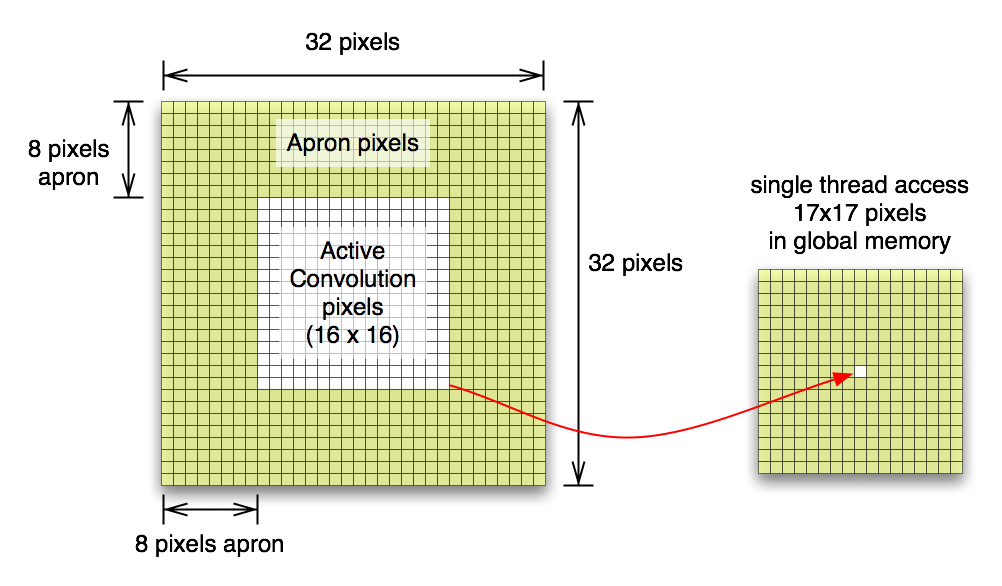 32 pixels
8 pixels
apron
Apron pixels
Active
Convolution
pixels
(16 x 16)
32 pixels
single thread access
17x17 pixels
in global memory
8 pixels apron